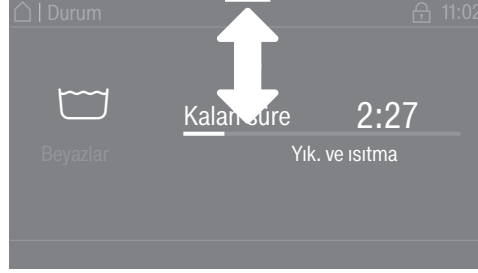 | Durum 11:02
Kalan süre 2:27
Beyazlar Yık. ve ısıtma